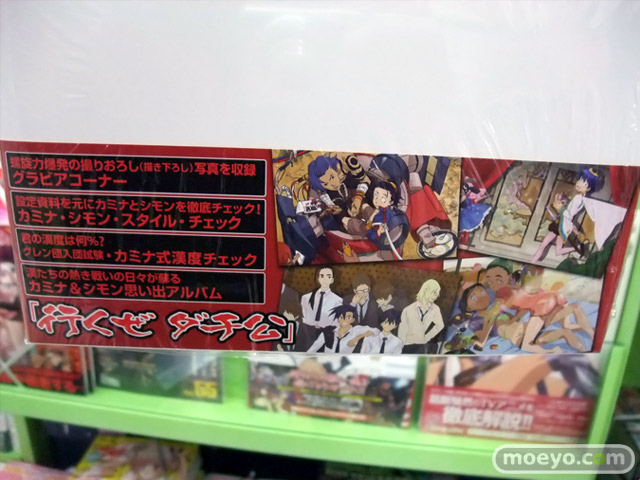 螺旋力爆発の撮りおろし(描き下ろし)写真を収録
グラビアコーナー
設定資料を元にカミナとシモンを徹底チェック!
カミナ・シモン・スタイル・チェック
君の漢度は何%?
グレン団入団試験・カミナ式漢度チェック
漢たちの熱き戦いの日々が蘇る
カミナ&シモン思い出アルバム
「行くぜ ダチ公」
徹底解説!!
moeyo.com